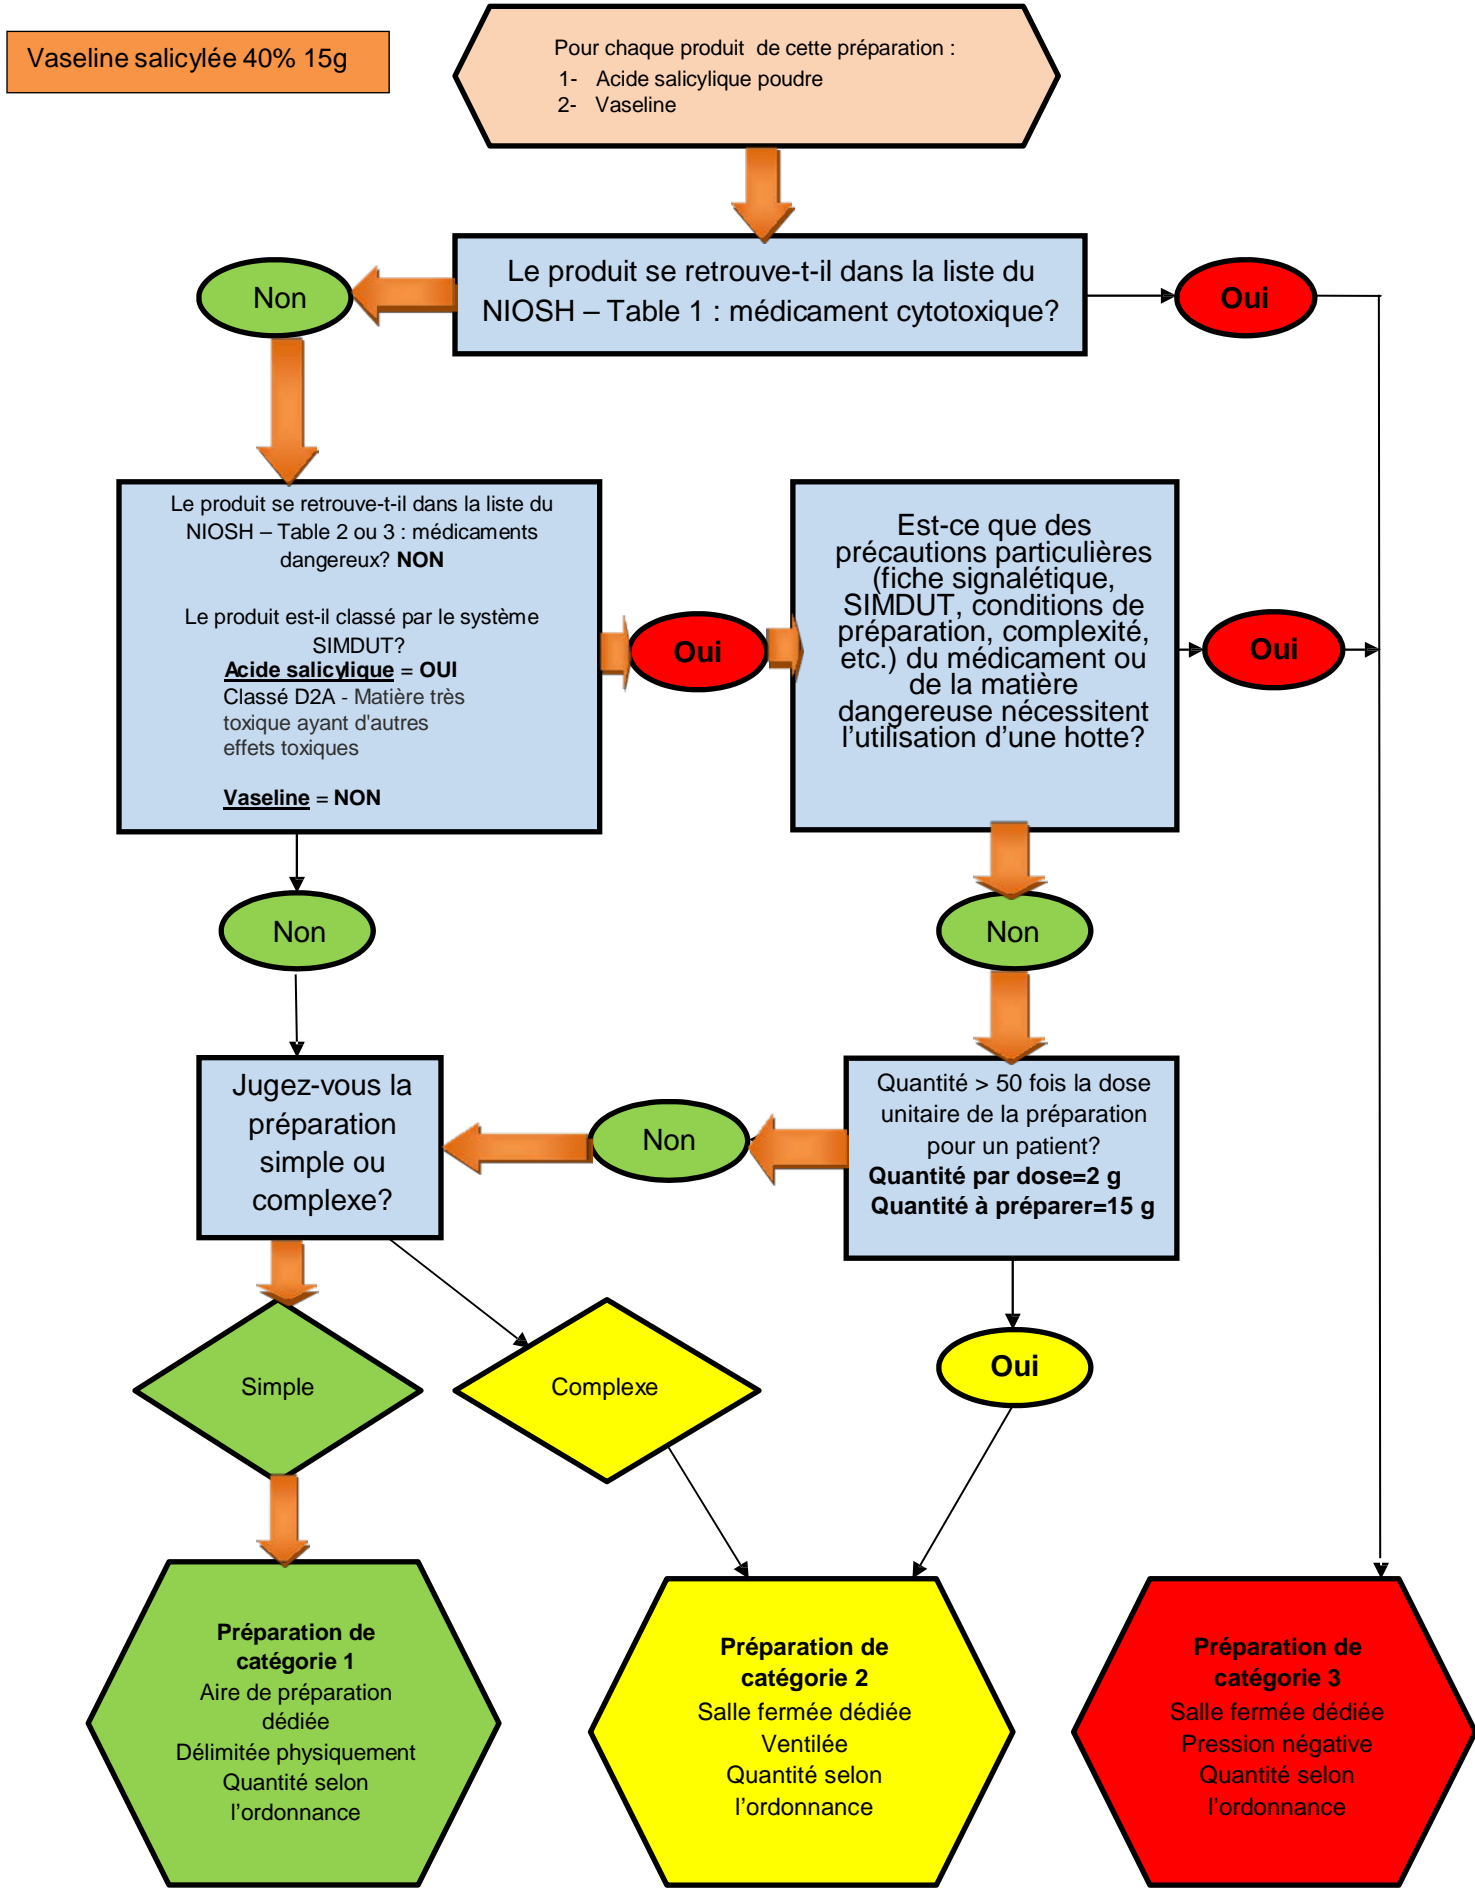 Vaseline salicylée 40% 15g
Pour chaque produit de cette préparation :
1- Acide salicylique poudre
2- Vaseline
Le produit se retrouve-t-il dans la liste du
NIOSH – Table 1 : médicament cytotoxique?
Non
Oui
Le produit se retrouve-t-il dans la liste du
NIOSH – Table 2 ou 3 : médicaments
dangereux? NON
Le produit est-il classé par le système
SIMDUT?
Acide salicylique = OUI
Classé D2A - Matière très
toxique ayant d'autres
effets toxiques
Vaseline = NON
Oui
Est-ce que des
précautions particulières
(fiche signalétique,
SIMDUT, conditions de
préparation, complexité,
etc.) du médicament ou
de la matière
dangereuse nécessitent
l’utilisation d’une hotte?
Oui
Non
Non
Jugez-vous la
préparation
simple ou
complexe?
Non
Quantité > 50 fois la dose
unitaire de la préparation
pour un patient?
Quantité par dose=2 g
Quantité à préparer=15 g
Simple
Complexe
Oui
Préparation de
catégorie 1
Aire de préparation
dédiée
Délimitée physiquement
Quantité selon
l’ordonnance
Préparation de
catégorie 2
Salle fermée dédiée
Ventilée
Quantité selon
l’ordonnance
Préparation de
catégorie 3
Salle fermée dédiée
Pression négative
Quantité selon
l’ordonnance